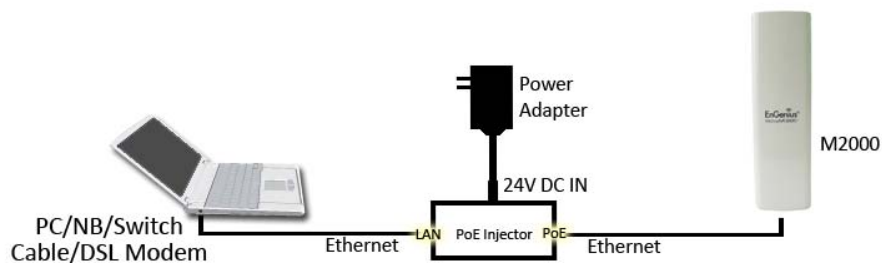 Power
Adapter
EnGenius
M2000
24V DC IN
PC/NB/Switch
Cable/DSL Modem
Ethernet
LAN
PoE Injector
PoE
Ethernet